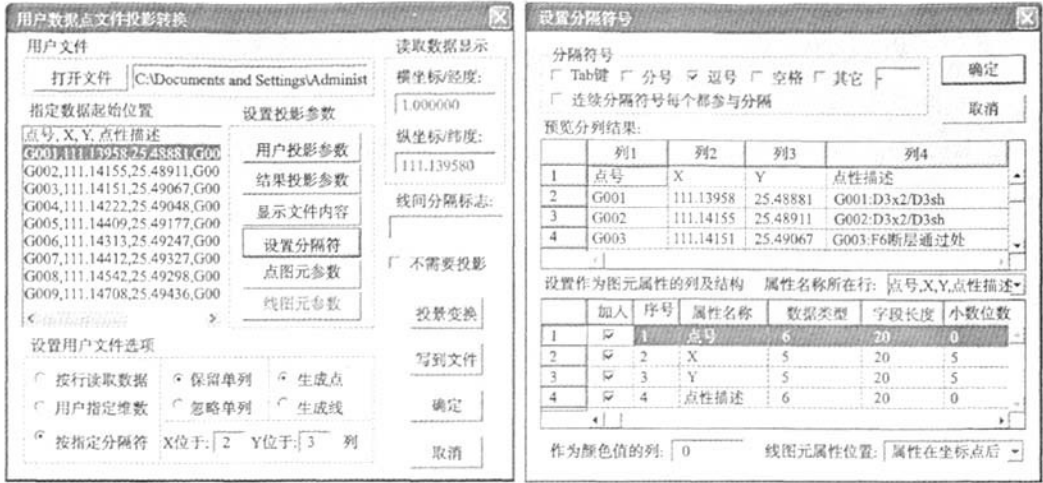 用户数据点文件投影转换
用户文件
打开文件 C:\Documents and Settings\Administ
指定数据起始位置
点号, X, Y, 点性描述
G001,111.13958,25.48881,G00
G002,111.14155,25.48911,G00
G003,111.14151,25.49067,G00
G004,111.14222,25.49048,G00
G005,111.14409,25.49177,G00
G006,111.14313,25.49247,G00
G007,111.14412,25.49327,G00
G008,111.14542,25.49298,G00
G009,111.14708,25.49436,G00
设置投影参数
用户投影参数
结果投影参数
显示文件内容
设置分隔符
点图元参数
线图元参数
读取数据显示
横坐标/经度:
1.000000
纵坐标/纬度:
111.139580
线间分隔标志:
不需要投影
投景变换
写到文件
确定
取消
设置用户文件选项
按行读取数据 保留单列 生成点
用户指定维数 忽略单列 生成线
按指定分隔符 X位于: 2 Y位于: 3 列
设置分隔符号
分隔符号
Tab键 分号 逗号 空格 其它
连续分隔符号每个都参与分隔
确定
取消
预览分列结果:
列1 列2 列3 列4
1 点号 X Y 点性描述
2 G001 111.13958 25.48881 G001:D3x2/D3sh
3 G002 111.14155 25.48911 G002:D3x2/D3sh
4 G003 111.14151 25.49067 G003:F6断层通过处
设置作为图元属性的列及结构 属性名称所在行: 点号,X,Y,点性描述
加入 序号 属性名称 数据类型 字段长度 小数位数
1 1 点号 6 20 0
2 2 X 5 20 5
3 3 Y 5 20 5
4 4 点性描述 6 20 0
作为颜色值的列: 0 线图元属性位置: 属性在坐标点后